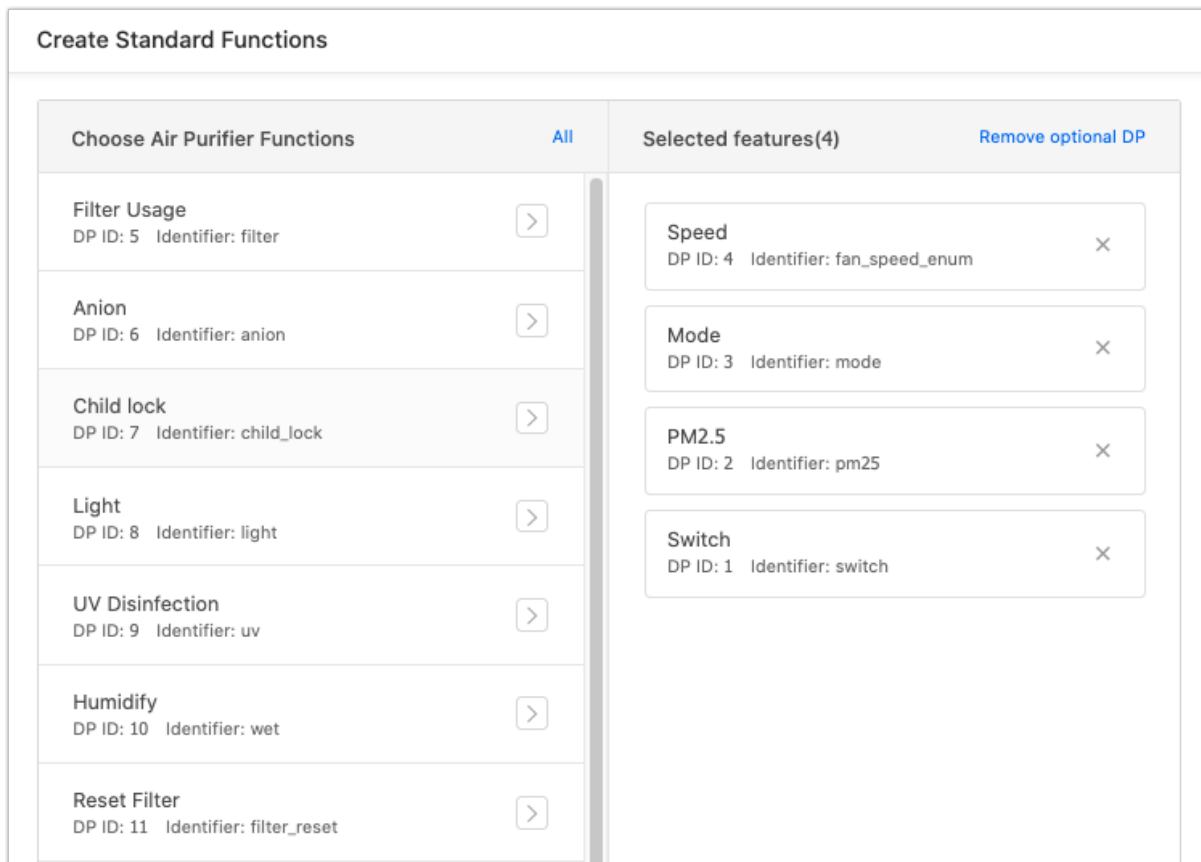 Create Standard Functions
Choose Air Purifier Functions All
Filter Usage
DP ID: 5 Identifier: filter
Anion
DP ID: 6 Identifier: anion
Child lock
DP ID: 7 Identifier: child_lock
Light
DP ID: 8 Identifier: light
UV Disinfection
DP ID: 9 Identifier: uv
Humidify
DP ID: 10 Identifier: wet
Reset Filter
DP ID: 11 Identifier: filter_reset
Selected features(4) Remove optional DP
Speed
DP ID: 4 Identifier: fan_speed_enum
Mode
DP ID: 3 Identifier: mode
PM2.5
DP ID: 2 Identifier: pm25
Switch
DP ID: 1 Identifier: switch